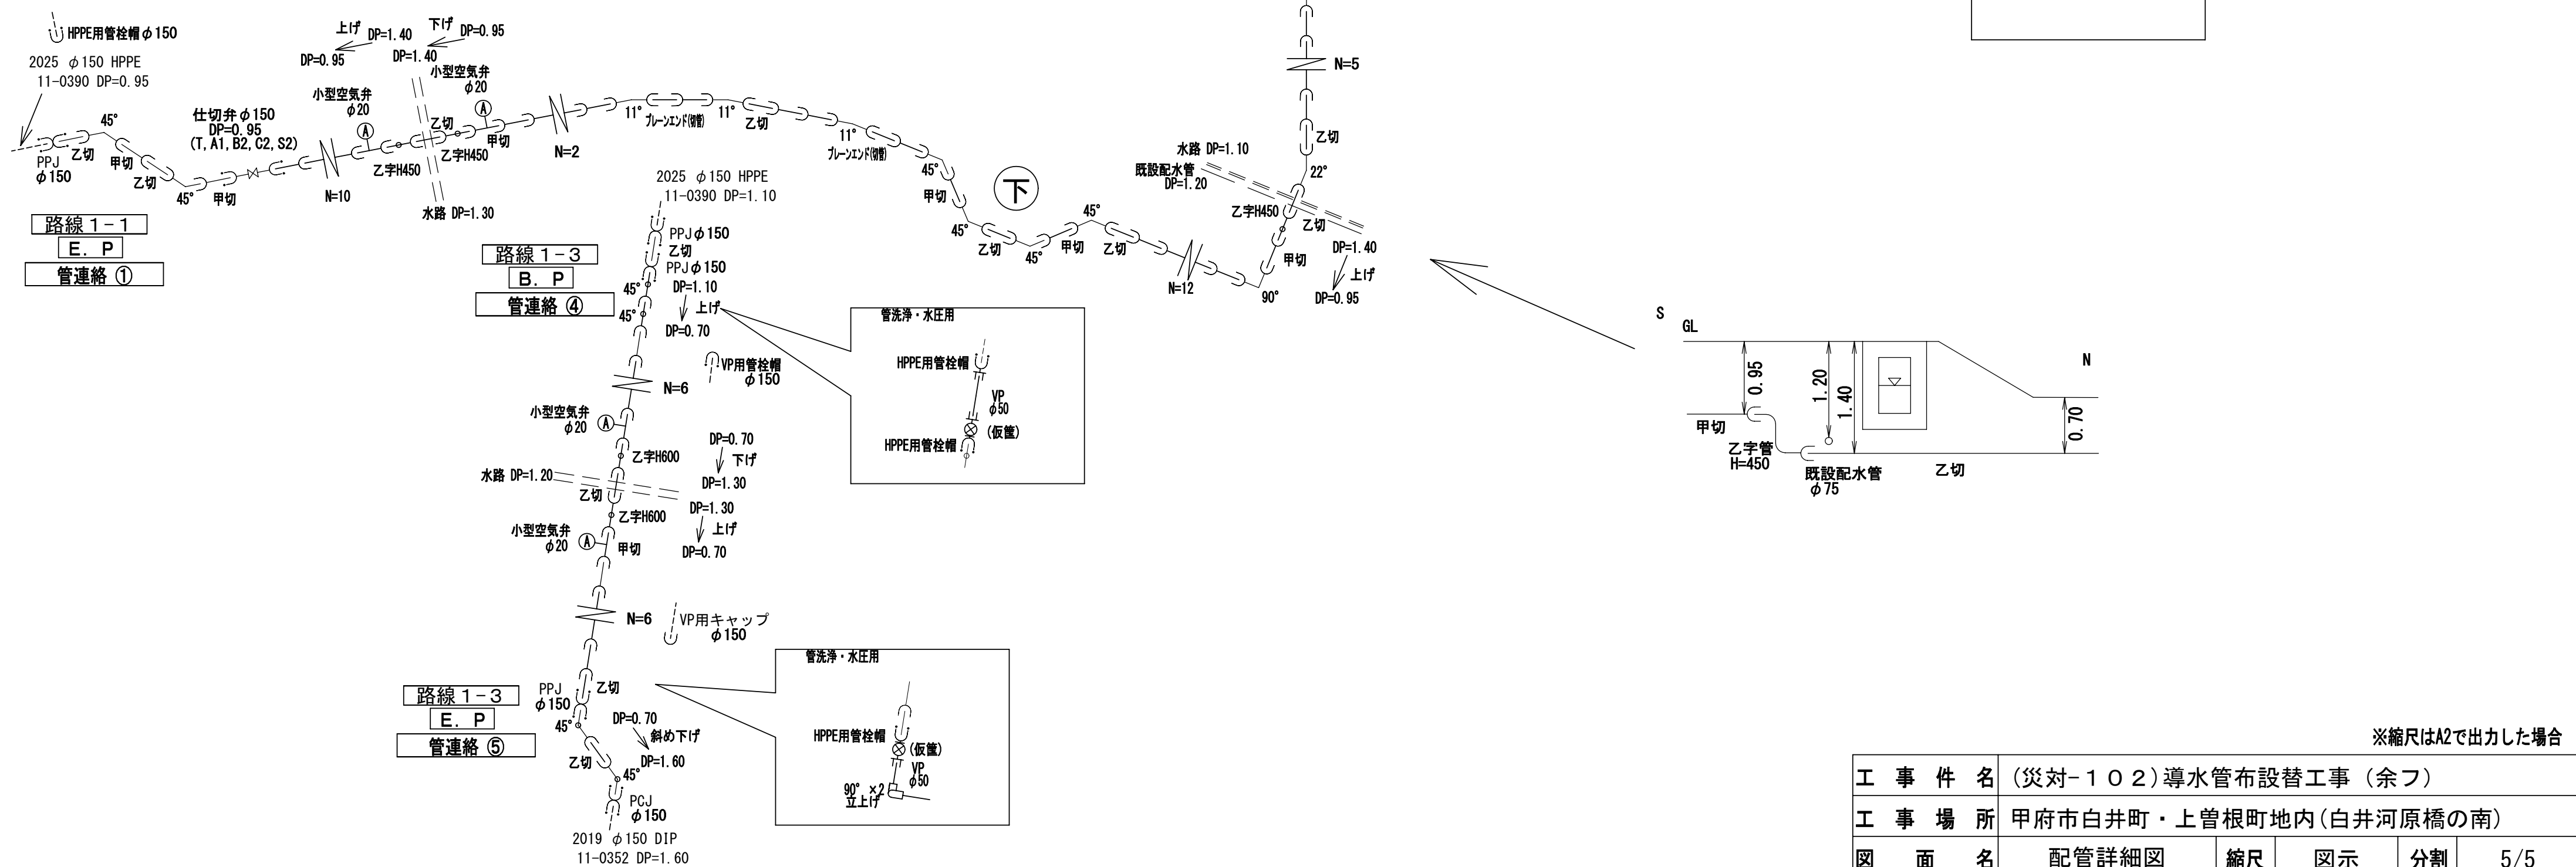 HPPE用管栓帽φ150
2025 φ150 HPPE
11-0390 DP=0.95
PPJ
φ150
乙切
45°
甲切
乙切
45°
甲切
仕切弁φ150
DP=0.95
(T, A1, B2, C2, S2)
N=10
上げ
DP=1.40
DP=0.95
下げ
DP=0.95
DP=1.40
小型空気弁
φ20
A
乙字H450
乙切
水路 DP=1.30
小型空気弁
φ20
A
乙字H450
甲切
N=2
11°
プレーンエンド(切管)
11°
乙切
11°
プレーンエンド(切管)
45°
甲切
45°
乙切
45°
甲切
45°
乙切
N=12
90°
甲切
下
路線1-1
E. P
管連絡 ①
N=5
乙切
22°
水路 DP=1.10
既設配水管
DP=1.20
乙字H450
乙切
DP=1.40
上げ
DP=0.95
2025 φ150 HPPE
11-0390 DP=1.10
PPJφ150
乙切
PPJφ150
路線1-3
B. P
管連絡 ④
45°
45°
DP=1.10
上げ
DP=0.70
VP用管栓帽
φ150
N=6
小型空気弁
φ20
A
乙字H600
DP=0.70
下げ
DP=1.30
水路 DP=1.20
乙切
乙字H600
DP=1.30
上げ
DP=0.70
小型空気弁
φ20
A
甲切
N=6
VP用キャップ
φ150
管洗浄・水圧用
HPPE用管栓帽
VP
φ50
(仮筐)
HPPE用管栓帽
路線1-3
E. P
管連絡 ⑤
PPJ
φ150
乙切
45°
DP=0.70
斜め下げ
DP=1.60
乙切
45°
PCJ
φ150
2019 φ150 DIP
11-0352 DP=1.60
管洗浄・水圧用
HPPE用管栓帽
(仮筐)
VP
φ50
90° ×2
立上げ
S
GL
N
0.95
1.20
1.40
0.70
甲切
乙字管
H=450
既設配水管
φ75
乙切
※縮尺はA2で出力した場合
工事件名 (災対-102)導水管布設替工事（余フ）
工事場所 甲府市白井町・上曽根町地内(白井河原橋の南)
図面名 配管詳細図 縮尺 図示 分割 5/5